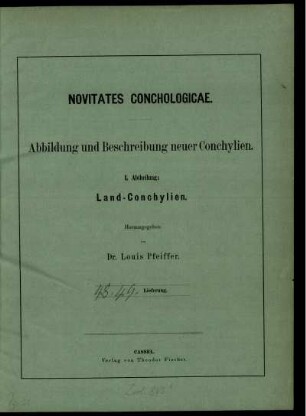 NOVITATES CONCHOLOGICAE.
Abbildung und Beschreibung neuer Conchylien.
I. Abtheilung:
Land-Conchylien.
Herausgegeben
von
Dr. Louis Pfeiffer.
48. 49. Lieferung.
CASSEL.
Verlag von Theodor Fischer.